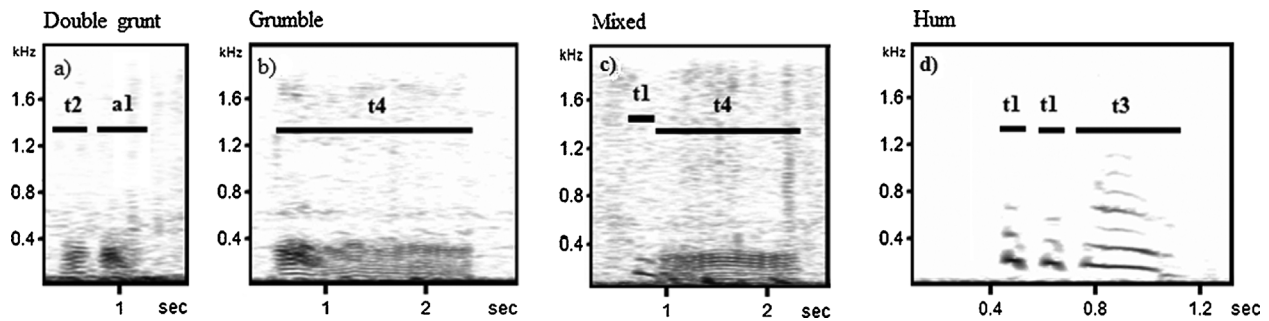 Double grunt
kHz
a)
t2 a1
1.6
1.2
0.8
0.4
1 sec
Grumble
kHz
b)
t4
1.6
1.2
0.8
0.4
1 2 sec
Mixed
kHz
c)
t1 t4
1.6
1.2
0.8
0.4
1 2 sec
Hum
kHz
d)
t1 t1 t3
1.6
1.2
0.8
0.4
0.4 0.8 1.2 sec